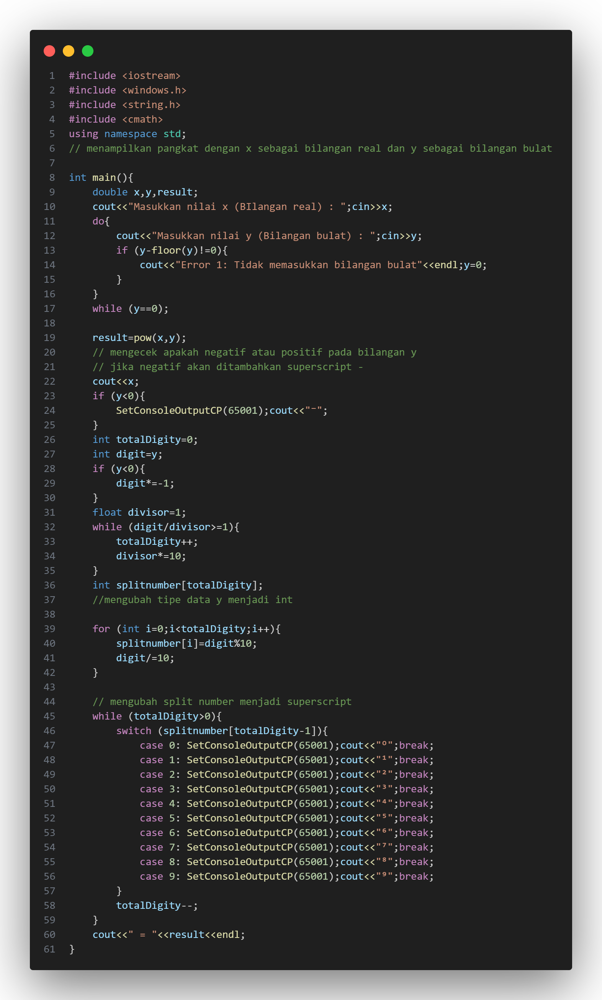 1 #include <iostream>
2 #include <windows.h>
3 #include <string.h>
4 #include <cmath>
5 using namespace std;
6 // menampilkan pangkat dengan x sebagai bilangan real dan y sebagai bilangan bulat
7
8 int main(){
9     double x,y,result;
10     cout<<"Masukkan nilai x (BIlangan real) : ";cin>>x;
11     do{
12         cout<<"Masukkan nilai y (Bilangan bulat) : ";cin>>y;
13         if (y-floor(y)!=0){
14             cout<<"Error 1: Tidak memasukkan bilangan bulat"<<endl;y=0;
15         }
16     }
17     while (y==0);
18
19     result=pow(x,y);
20     // mengecek apakah negatif atau positif pada bilangan y
21     // jika negatif akan ditambahkan superscript -
22     cout<<x;
23     if (y<0){
24         SetConsoleOutputCP(65001);cout<<"⁻";
25     }
26     int totalDigity=0;
27     int digit=y;
28     if (y<0){
29         digit*=-1;
30     }
31     float divisor=1;
32     while (digit/divisor>=1){
33         totalDigity++;
34         divisor*=10;
35     }
36     int splitnumber[totalDigity];
37     //mengubah tipe data y menjadi int
38
39     for (int i=0;i<totalDigity;i++){
40         splitnumber[i]=digit%10;
41         digit/=10;
42     }
43
44     // mengubah split number menjadi superscript
45     while (totalDigity>0){
46         switch (splitnumber[totalDigity-1]){
47             case 0: SetConsoleOutputCP(65001);cout<<"⁰";break;
48             case 1: SetConsoleOutputCP(65001);cout<<"¹";break;
49             case 2: SetConsoleOutputCP(65001);cout<<"²";break;
50             case 3: SetConsoleOutputCP(65001);cout<<"³";break;
51             case 4: SetConsoleOutputCP(65001);cout<<"⁴";break;
52             case 5: SetConsoleOutputCP(65001);cout<<"⁵";break;
53             case 6: SetConsoleOutputCP(65001);cout<<"⁶";break;
54             case 7: SetConsoleOutputCP(65001);cout<<"⁷";break;
55             case 8: SetConsoleOutputCP(65001);cout<<"⁸";break;
56             case 9: SetConsoleOutputCP(65001);cout<<"⁹";break;
57         }
58         totalDigity--;
59     }
60     cout<<" = "<<result<<endl;
61 }